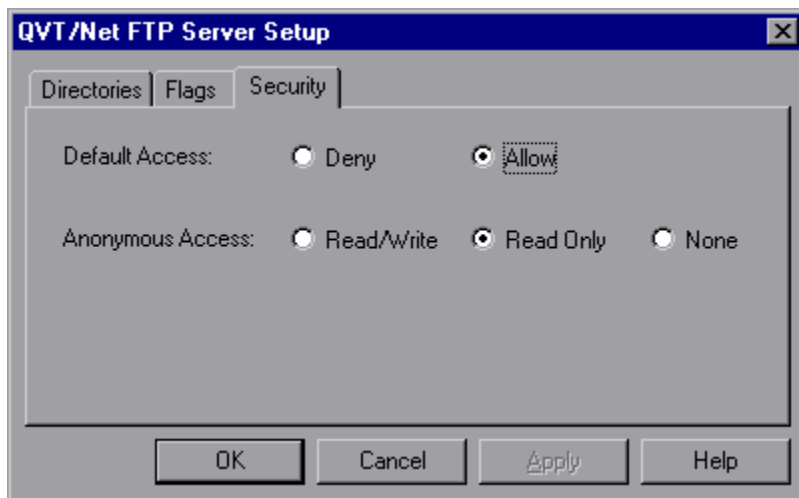 QVT/Net FTP Server Setup
Directories Flags Security
Default Access: Deny Allow
Anonymous Access: Read/Write Read Only None
OK Cancel Apply Help